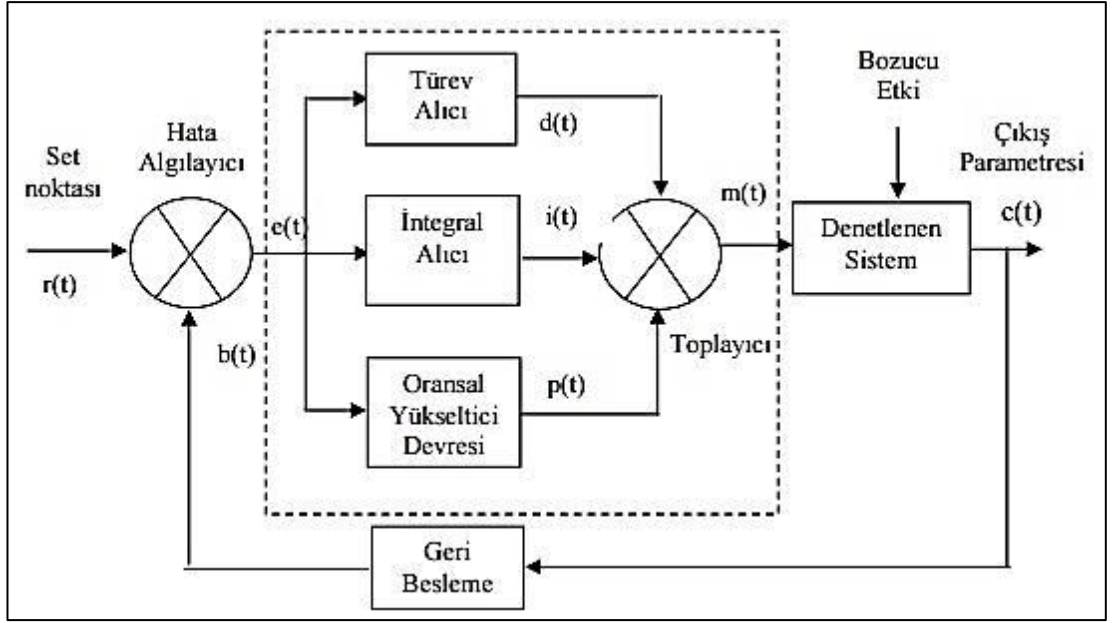 Türev
Alıcı
d(t)
Bozucu
Etki
Hata
Algılayıcı
Set
noktası
r(t)
e(t)
İntegral
Alıcı
i(t)
m(t)
Denetlenen
Sistem
Çıkış
Parametresi
c(t)
b(t)
Oransal
Yükseltici
Devresi
p(t)
Toplayıcı
Geri
Besleme